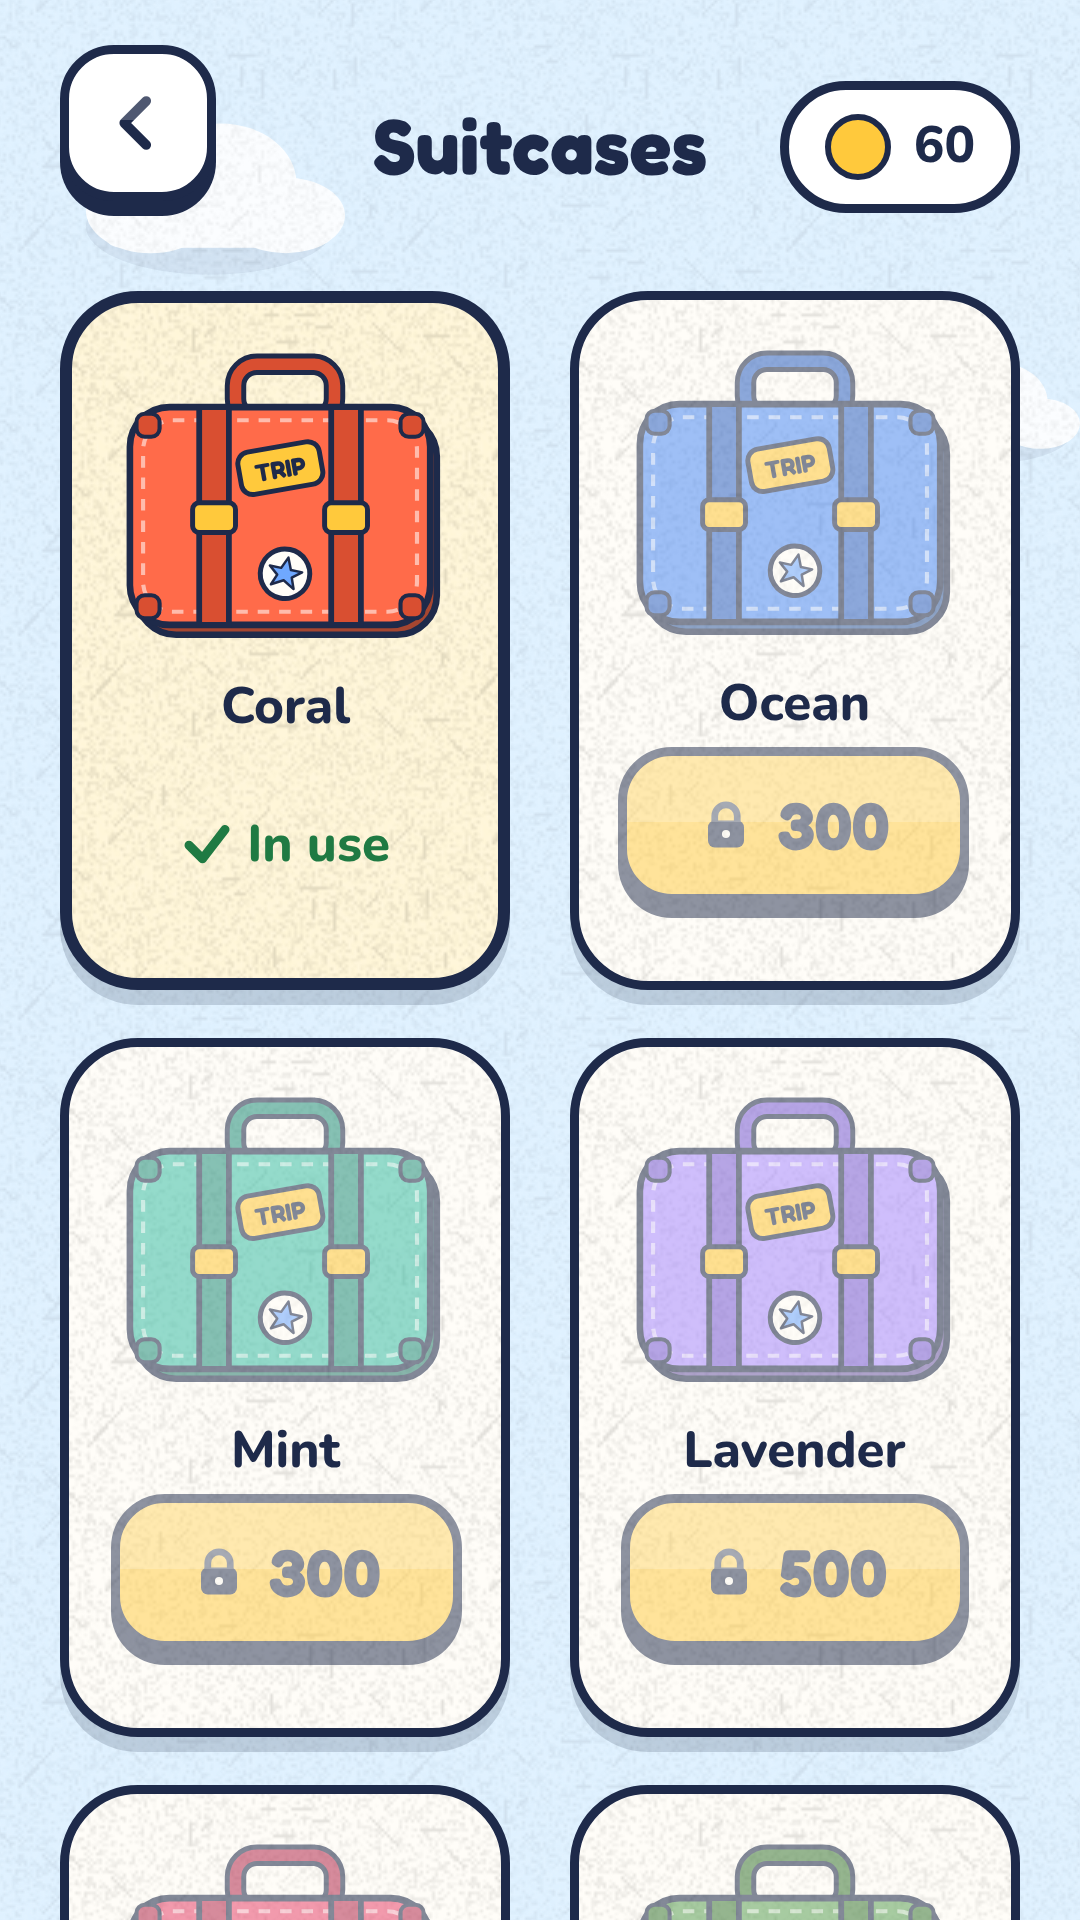 Suitcases
60
TRIP
Coral
In use
TRIP
Ocean
300
TRIP
Mint
300
TRIP
Lavender
500